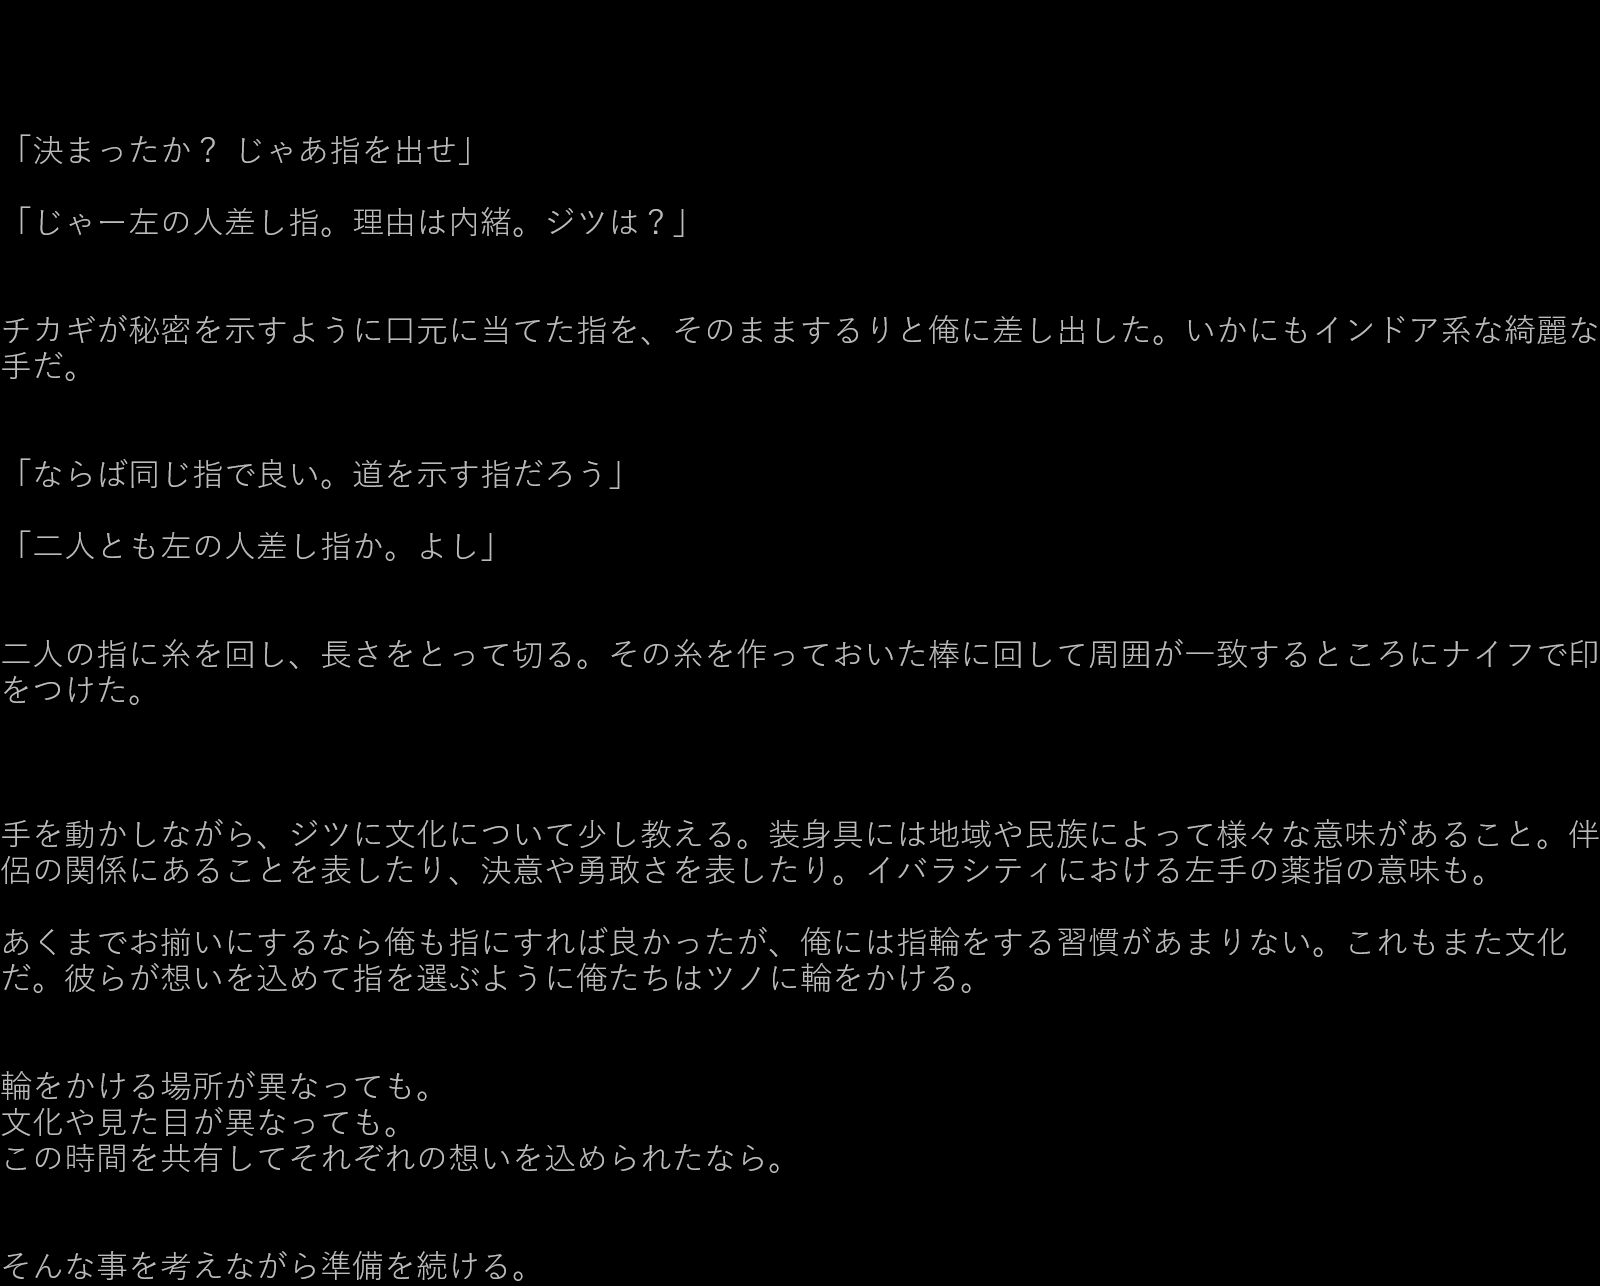 「決まったか？ じゃあ指を出せ」
「じゃー左の人差し指。理由は内緒。ジツは？」
チカギが秘密を示すように口元に当てた指を、そのままするりと俺に差し出した。いかにもインドア系な綺麗な
手だ。
「ならば同じ指で良い。道を示す指だろう」
「二人とも左の人差し指か。よし」
二人の指に糸を回し、長さをとって切る。その糸を作っておいた棒に回して周囲が一致するところにナイフで印
をつけた。
手を動かしながら、ジツに文化について少し教える。装身具には地域や民族によって様々な意味があること。伴
侶の関係にあることを表したり、決意や勇敢さを表したり。イバラシティにおける左手の薬指の意味も。
あくまでお揃いにするなら俺も指にすれば良かったが、俺には指輪をする習慣があまりない。これもまた文化
だ。彼らが想いを込めて指を選ぶように俺たちはツノに輪をかける。
輪をかける場所が異なっても。
文化や見た目が異なっても。
この時間を共有してそれぞれの想いを込められたなら。
そんな事を考えながら準備を続ける。